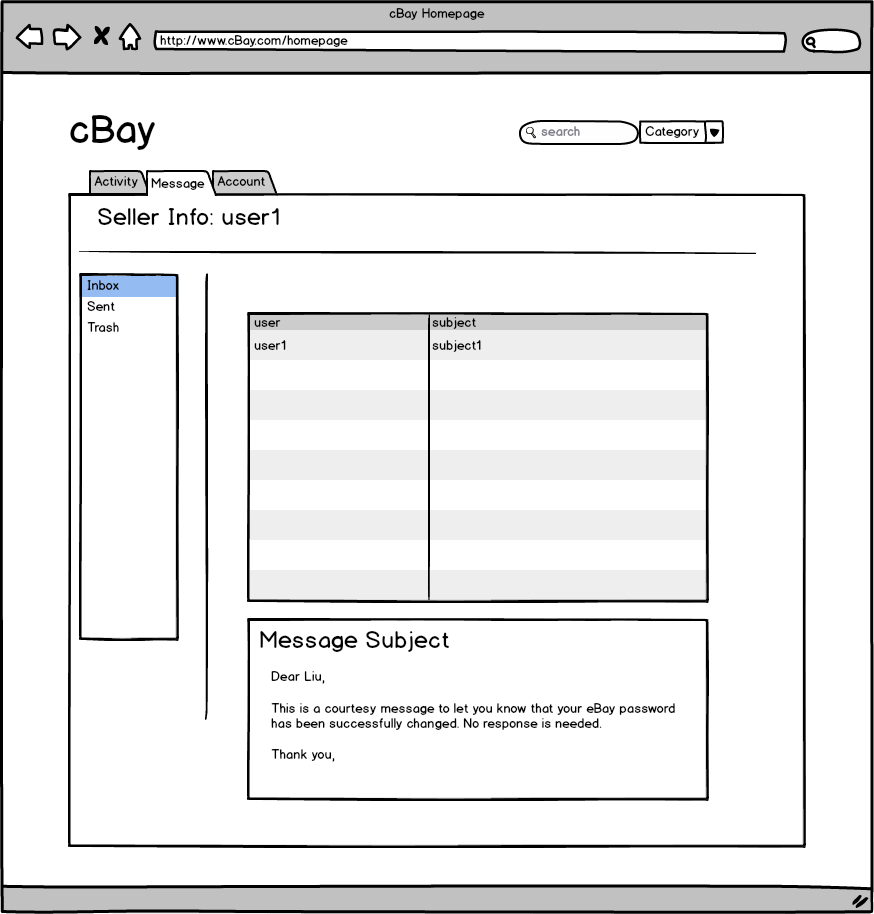 cBay Homepage
http://www.cBay.com/homepage
cBay
search
Category
Activity
Message
Account
Seller Info: user1
Inbox
Sent
Trash
user
subject
user1
subject1
Message Subject
Dear Liu,
This is a courtesy message to let you know that your eBay password
has been successfully changed. No response is needed.
Thank you,